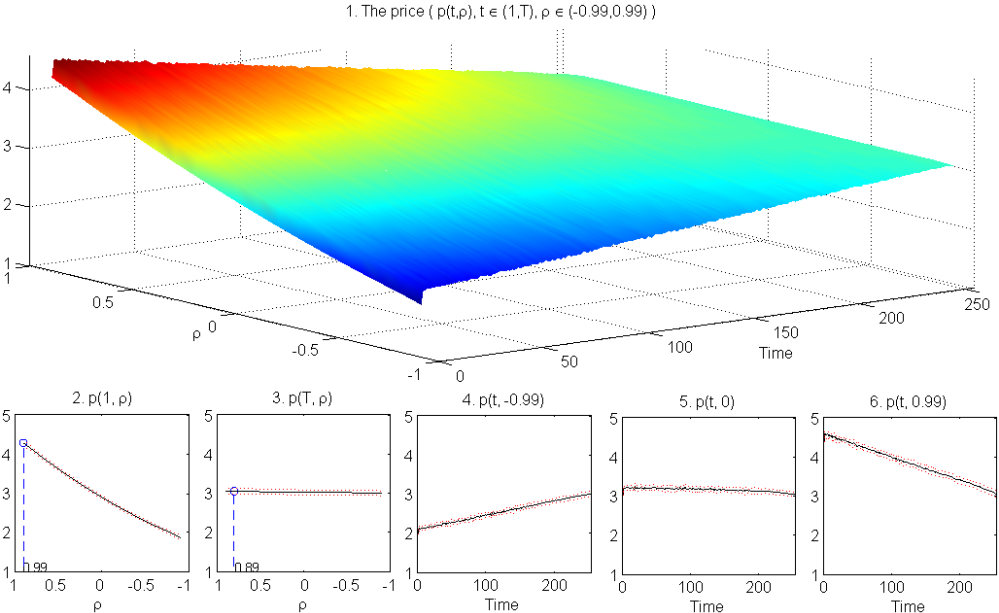 1. The price ( p(t,ρ), t ∈ (1,T), ρ ∈ (-0.99,0.99) )
4
3
2
1
1
0.5
0
-0.5
-1
ρ
0
50
100
150
200
250
Time
2. p(1, ρ)
5
4
3
2
1
0.99
1 0.5 0 -0.5 -1
ρ
3. p(T, ρ)
5
4
3
2
1
0.89
1 0.5 0 -0.5 -1
ρ
4. p(t, -0.99)
5
4
3
2
1
0 100 200
Time
5. p(t, 0)
5
4
3
2
1
0 100 200
Time
6. p(t, 0.99)
5
4
3
2
1
0 100 200
Time